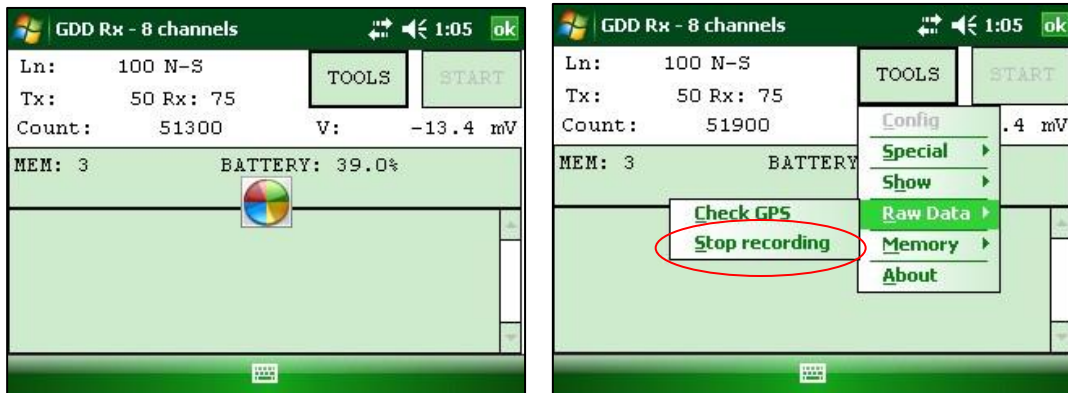 GDD Rx - 8 channels 1:05 ok
Ln: 100 N-S
TOOLS START
Tx: 50 Rx: 75
Count: 51300 V: -13.4 mV
MEM: 3 BATTERY: 39.0%
GDD Rx - 8 channels 1:05 ok
Ln: 100 N-S
TOOLS START
Tx: 50 Rx: 75
Count: 51900 .4 mV
MEM: 3 BATTERY
Config
Special
Show
Raw Data
Memory
About
Check GPS
Stop recording